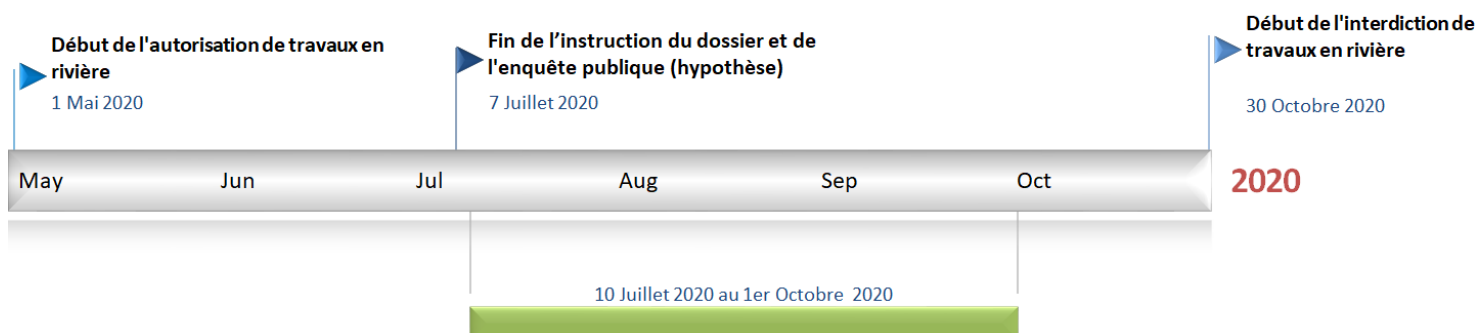 Début de l'autorisation de travaux en
rivière
1 Mai 2020
Fin de l’instruction du dossier et de
l'enquête publique (hypothèse)
7 Juillet 2020
Début de l'interdiction de
travaux en rivière
30 Octobre 2020
May Jun Jul Aug Sep Oct 2020
10 Juillet 2020 au 1er Octobre 2020